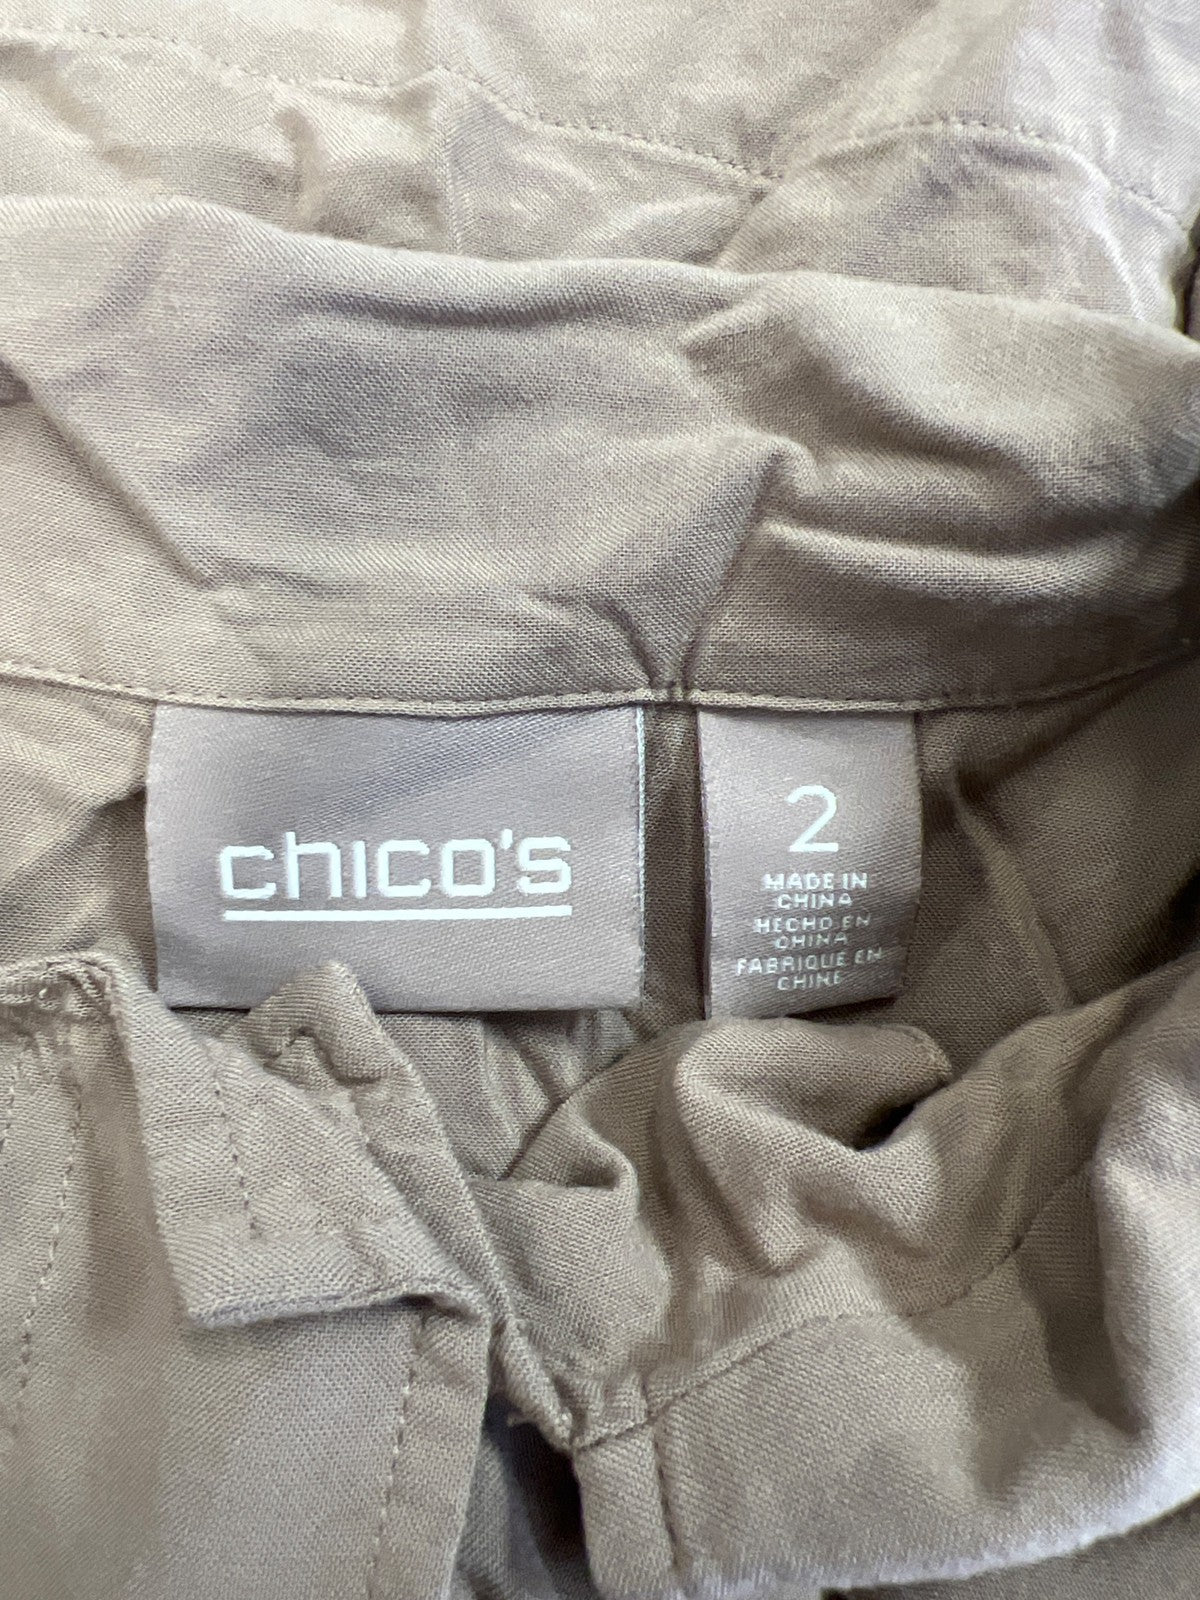 chico's
2
MADE IN
CHINA
HECHO EN
CHINA
FABRIQUE EN
CHINE